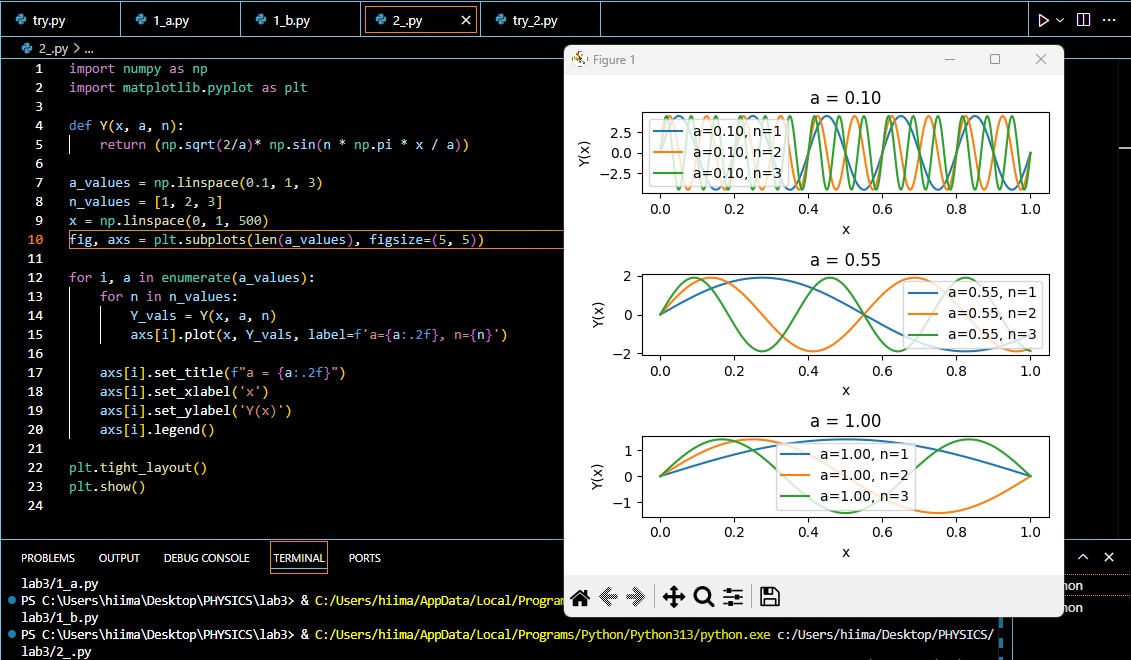 try.py 1_a.py 1_b.py 2_.py try_2.py
2_.py > ...
1 import numpy as np
2 import matplotlib.pyplot as plt
3
4 def Y(x, a, n):
5 return (np.sqrt(2/a)* np.sin(n * np.pi * x / a))
6
7 a_values = np.linspace(0.1, 1, 3)
8 n_values = [1, 2, 3]
9 x = np.linspace(0, 1, 500)
10 fig, axs = plt.subplots(len(a_values), figsize=(5, 5))
11
12 for i, a in enumerate(a_values):
13 for n in n_values:
14 Y_vals = Y(x, a, n)
15 axs[i].plot(x, Y_vals, label=f'a={a:.2f}, n={n}')
16
17 axs[i].set_title(f"a = {a:.2f}")
18 axs[i].set_xlabel('x')
19 axs[i].set_ylabel('Y(x)')
20 axs[i].legend()
21
22 plt.tight_layout()
23 plt.show()
24
Figure 1
a = 0.10
Y(x)
2.5
0.0
−2.5
a=0.10, n=1
a=0.10, n=2
a=0.10, n=3
0.0 0.2 0.4 0.6 0.8 1.0
x
a = 0.55
Y(x)
2
0
−2
a=0.55, n=1
a=0.55, n=2
a=0.55, n=3
0.0 0.2 0.4 0.6 0.8 1.0
x
a = 1.00
Y(x)
1
0
−1
a=1.00, n=1
a=1.00, n=2
a=1.00, n=3
0.0 0.2 0.4 0.6 0.8 1.0
x
PROBLEMS OUTPUT DEBUG CONSOLE TERMINAL PORTS
lab3/1_a.py
PS C:\Users\hiima\Desktop\PHYSICS\lab3> & C:/Users/hiima/AppData/Local/Program
lab3/1_b.py
PS C:\Users\hiima\Desktop\PHYSICS\lab3> & C:/Users/hiima/AppData/Local/Programs/Python/Python313/python.exe c:/Users/hiima/Desktop/PHYSICS/
lab3/2_.py
hon
hon